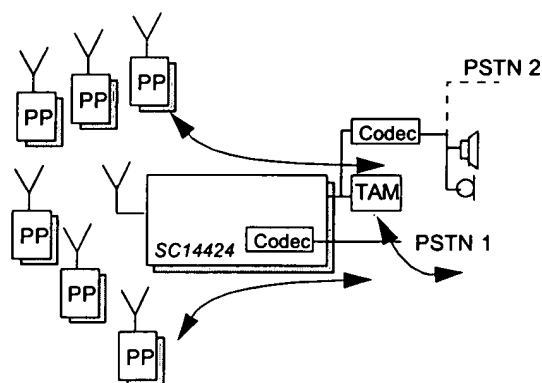 PP
PP
PP
PSTN 2
Codec
TAM
PP
SC14424
Codec
PSTN 1
PP
PP